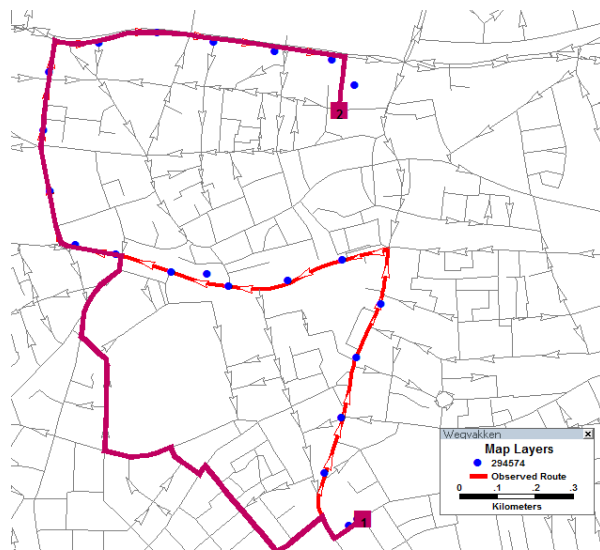 2
Wegvakken
Map Layers
294574
Observed Route
0 .1 .2 .3
Kilometers
1